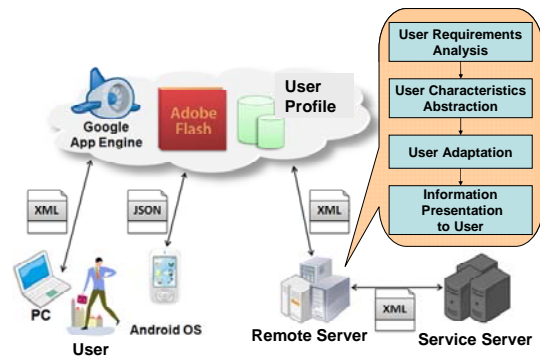 User Requirements
Analysis
User Characteristics
Abstraction
User Adaptation
Information
Presentation
to User
Google
App Engine
Adobe
Flash
User
Profile
XML
JSON
XML
PC
User
Android OS
Remote Server
XML
Service Server